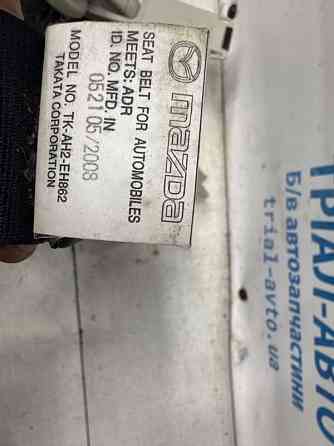 mazda
SEAT BELT FOR AUTOMOBILES
MEETS: ADR
ID. NO. MFD IN
0521 05/2008
MODEL NO. TK-AH2-EH862
TAKATA CORPORATION
ТРІАЛ-АВТО
Б/в автозапчастини
trial-avto.ua